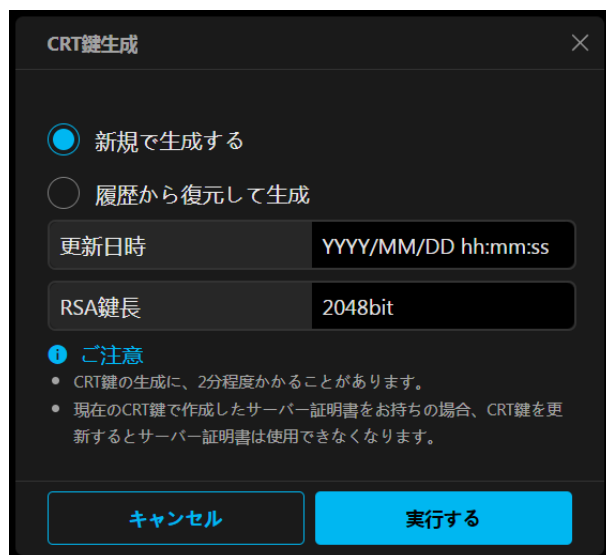 CRT鍵生成
新規で生成する
履歴から復元して生成
更新日時 YYYY/MM/DD hh:mm:ss
RSA鍵長 2048bit
ご注意
CRT鍵の生成に、2分程度かかることがあります。
現在のCRT鍵で作成したサーバー証明書をお持ちの場合、CRT鍵を更
新するとサーバー証明書は使用できなくなります。
キャンセル 実行する